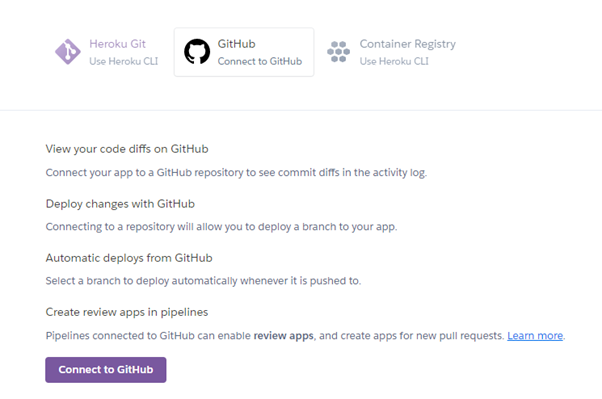 Heroku Git
Use Heroku CLI
GitHub
Connect to GitHub
Container Registry
Use Heroku CLI
View your code diffs on GitHub
Connect your app to a GitHub repository to see commit diffs in the activity log.
Deploy changes with GitHub
Connecting to a repository will allow you to deploy a branch to your app.
Automatic deploys from GitHub
Select a branch to deploy automatically whenever it is pushed to.
Create review apps in pipelines
Pipelines connected to GitHub can enable review apps, and create apps for new pull requests. Learn more.
Connect to GitHub